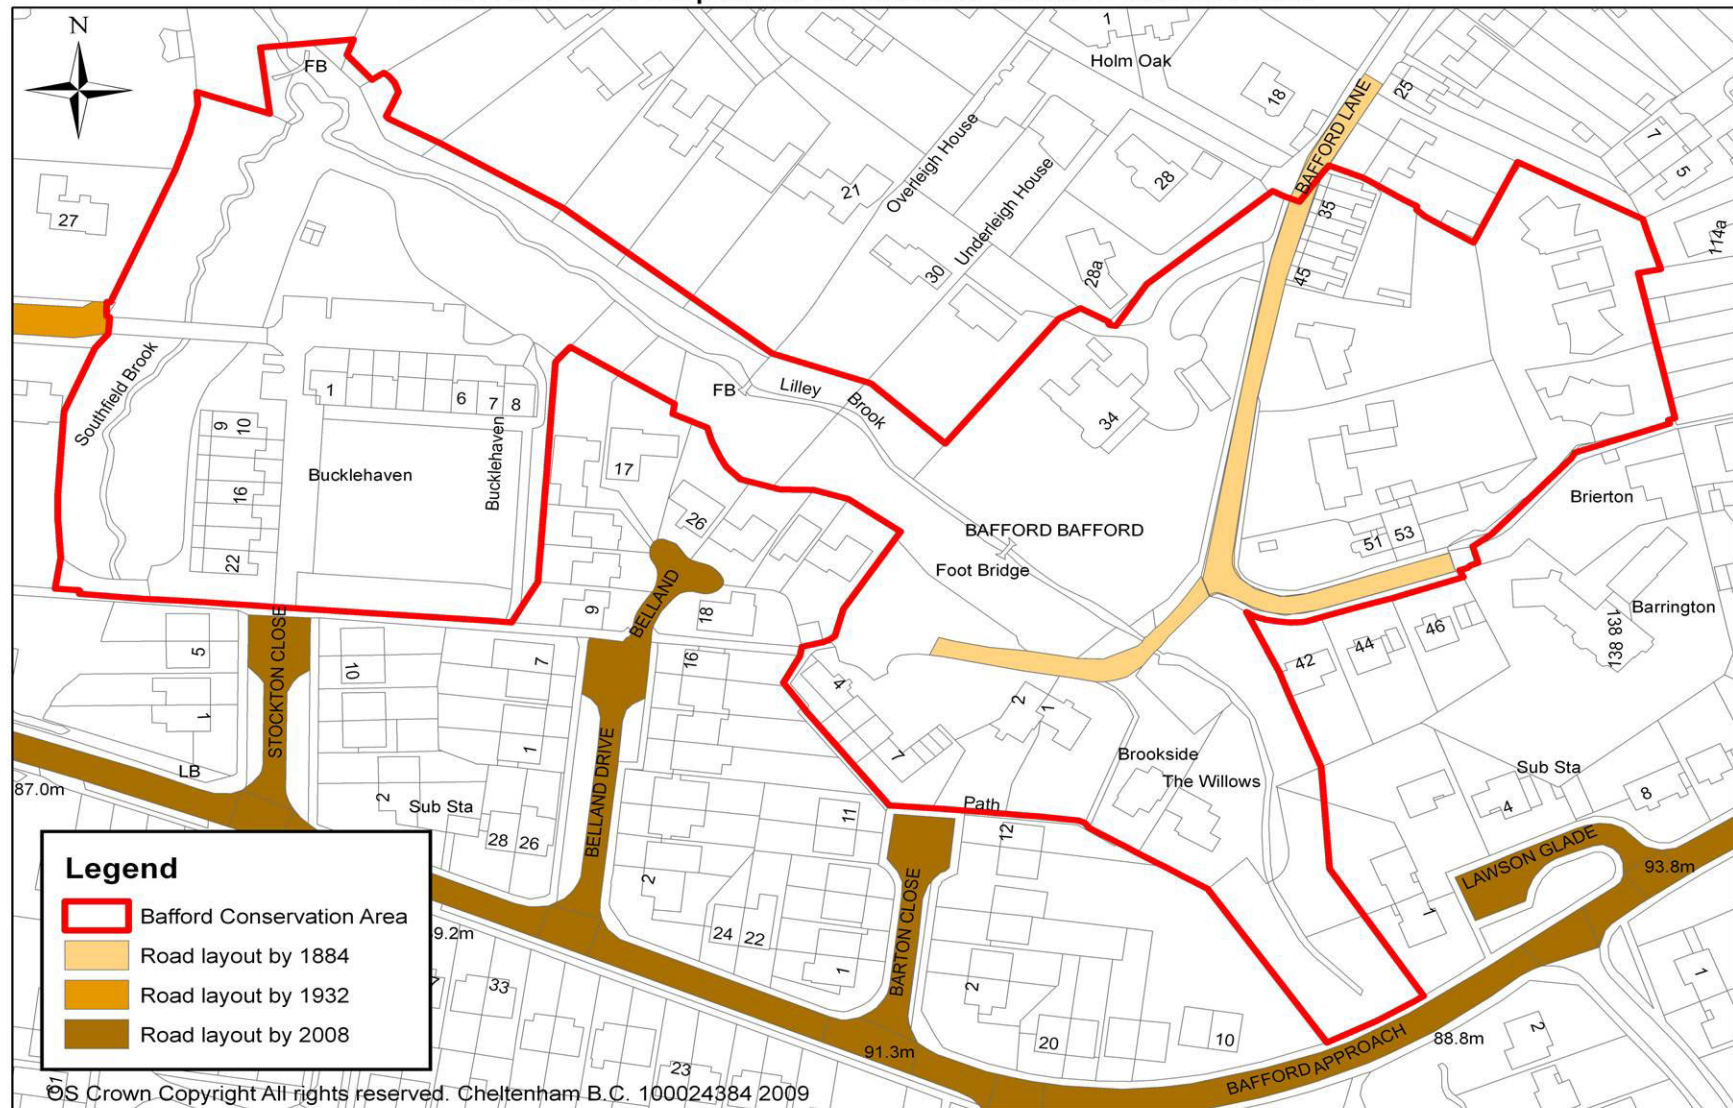 N
FB
Holm Oak
1
18
25
BAFFORD LANE
7
5
114a
27
21
Overleigh House
Underleigh House
28
28a
30
35
45
Southfield Brook
1
6
7
8
9
10
16
22
Bucklehaven
Bucklehaven
FB
Lilley
Brook
34
17
26
BAFFORD BAFFORD
Foot Bridge
51
53
Brierton
Barrington
138
138
9
18
BELLAND
16
7
1
5
1
10
STOCKTON CLOSE
LB
87.0m
2
Sub Sta
28
26
BELLAND DRIVE
4
7
2
1
Brookside
The Willows
Path
42
44
46
Sub Sta
4
8
LAWSON GLADE
93.8m
1
11
12
2
24
22
1
BARTON CLOSE
2
20
10
91.3m
BAFFORD APPROACH
88.8m
2
1
33
23
9.2m
Legend
Bafford Conservation Area
Road layout by 1884
Road layout by 1932
Road layout by 2008
OS Crown Copyright All rights reserved. Cheltenham B.C. 100024384 2009